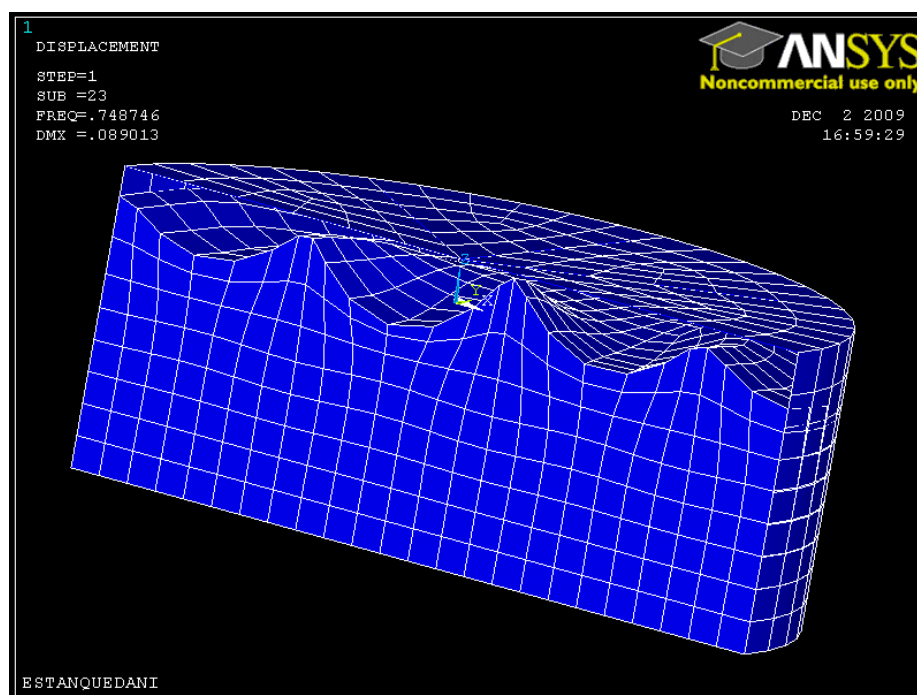 1
DISPLACEMENT
STEP=1
SUB =23
FREQ=.748746
DMX =.089013
ANSYS
Noncommercial use only
DEC 2 2009
16:59:29
Z
Y
X
ESTANQUEDANI